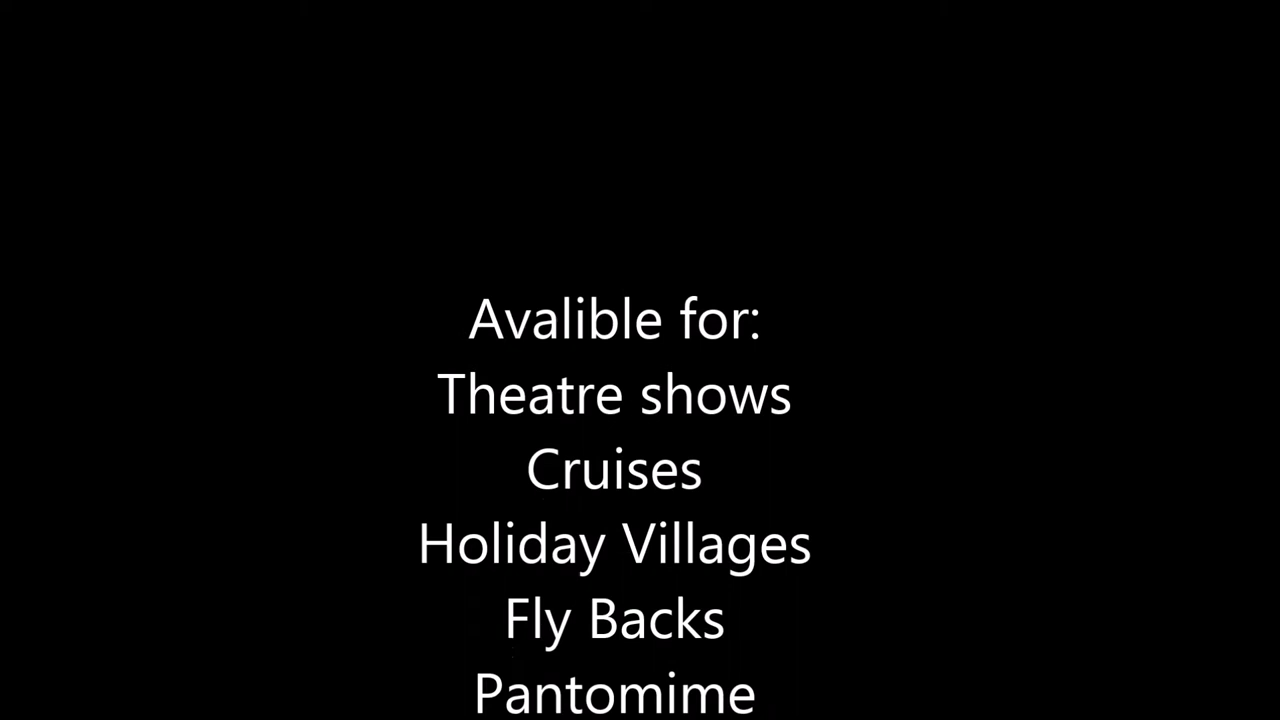 Avalible for:
Theatre shows
Cruises
Holiday Villages
Fly Backs
Pantomime